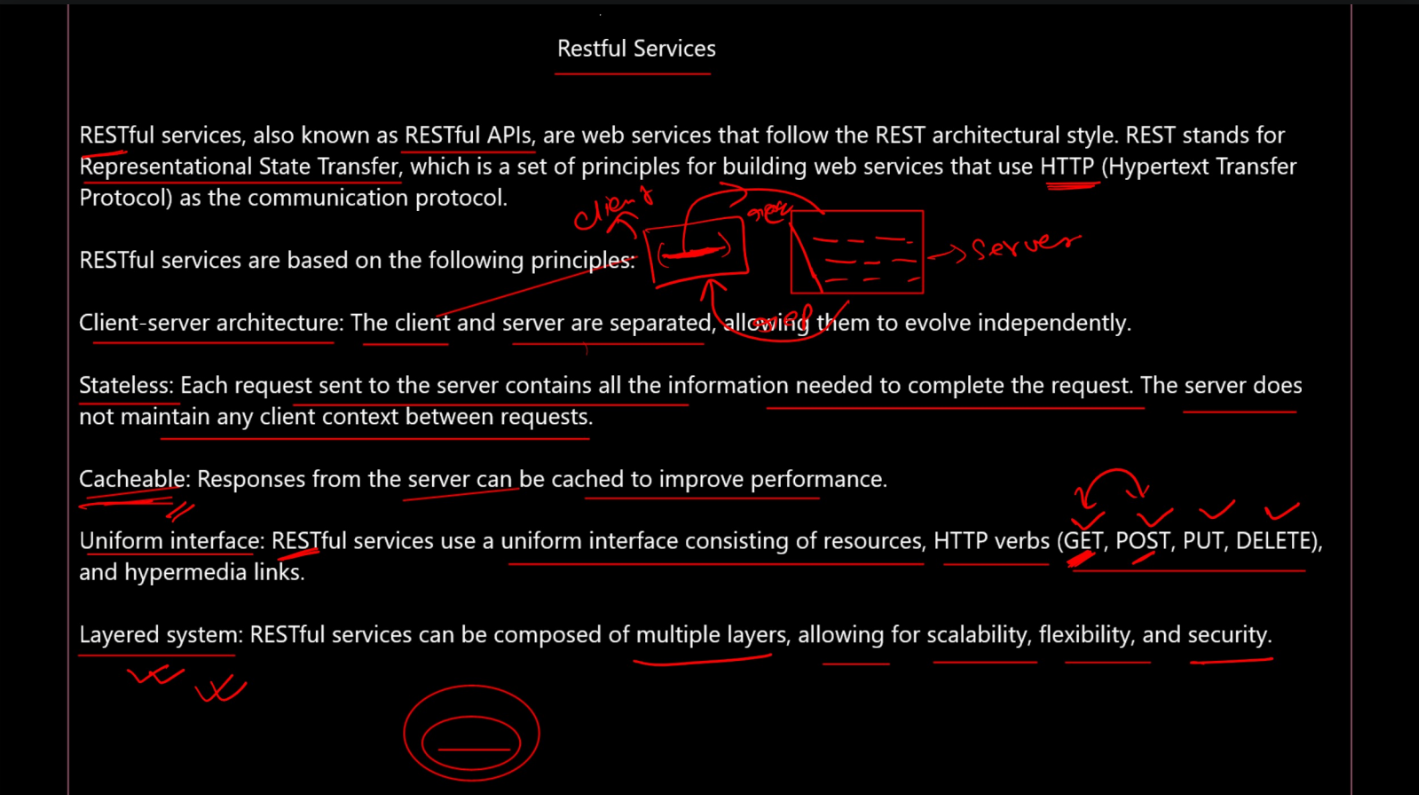 Restful Services
RESTful services, also known as RESTful APIs, are web services that follow the REST architectural style. REST stands for
Representational State Transfer, which is a set of principles for building web services that use HTTP (Hypertext Transfer
Protocol) as the communication protocol.
client
server
RESTful services are based on the following principles:
Client-server architecture: The client and server are separated, allowing them to evolve independently.
Stateless: Each request sent to the server contains all the information needed to complete the request. The server does
not maintain any client context between requests.
Cacheable: Responses from the server can be cached to improve performance.
Uniform interface: RESTful services use a uniform interface consisting of resources, HTTP verbs (GET, POST, PUT, DELETE),
and hypermedia links.
Layered system: RESTful services can be composed of multiple layers, allowing for scalability, flexibility, and security.